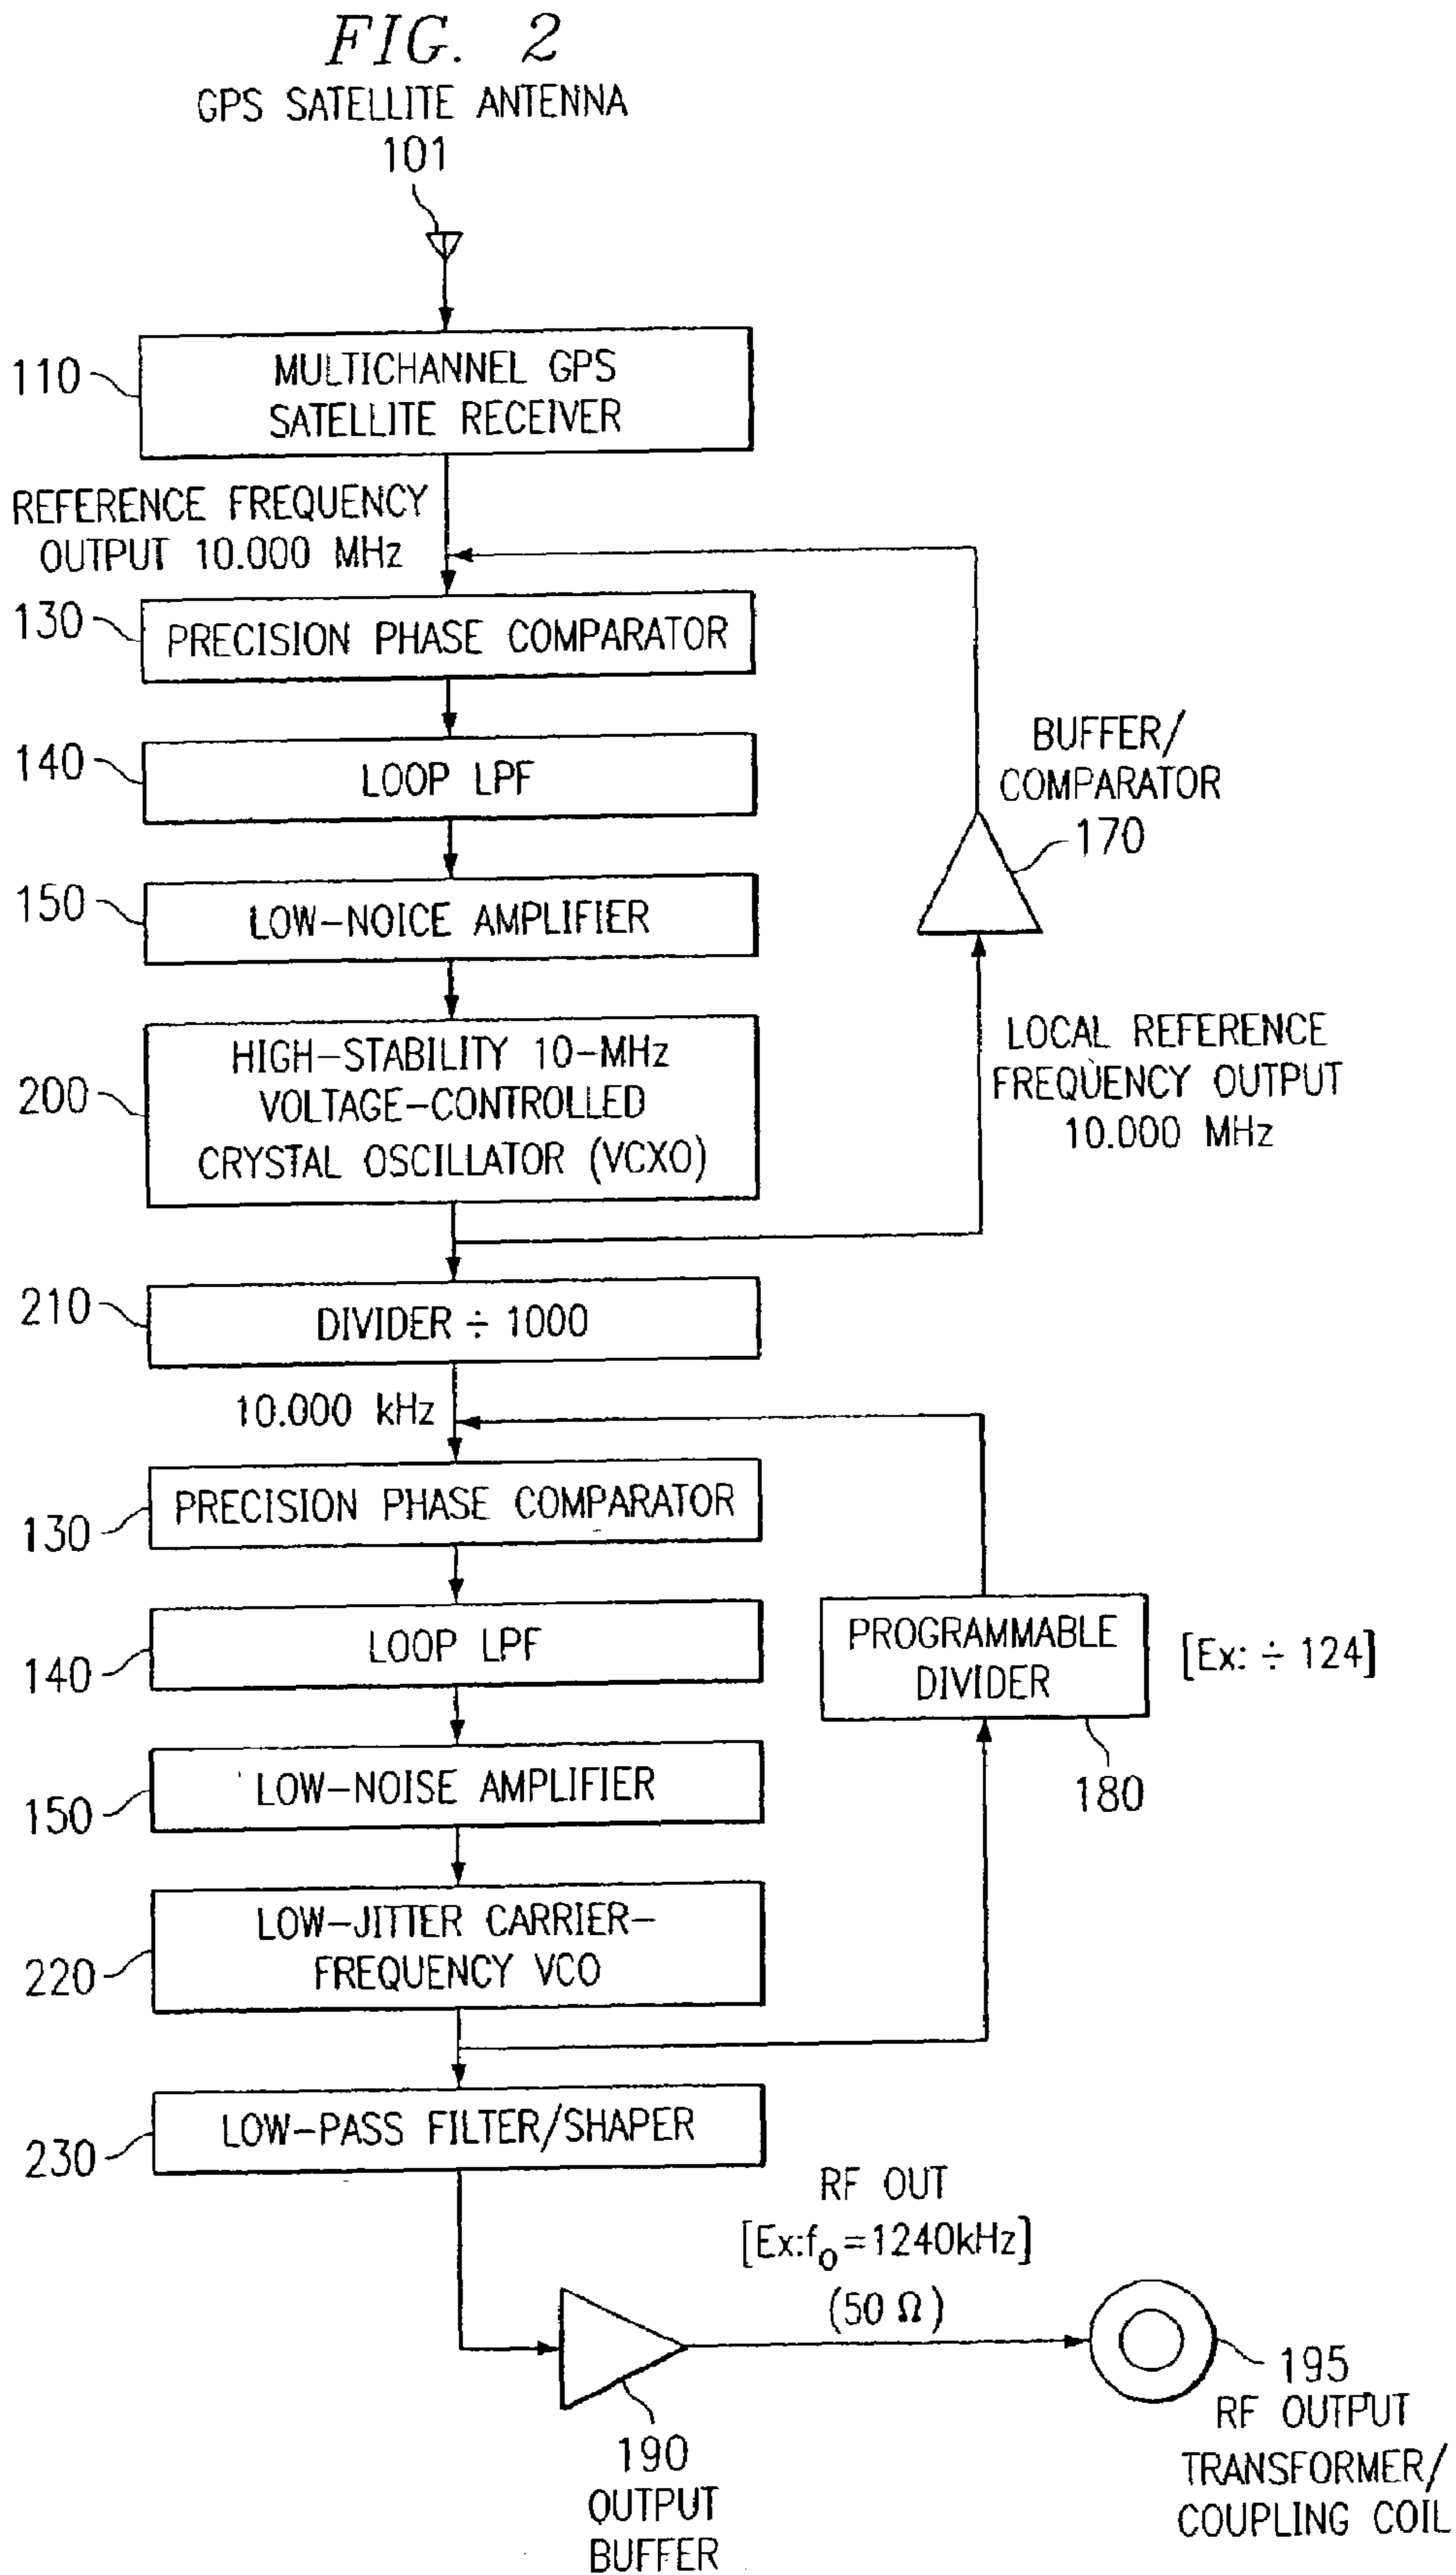 FIG. 2
GPS SATELLITE ANTENNA
101
110
MULTICHANNEL GPS
SATELLITE RECEIVER
REFERENCE FREQUENCY
OUTPUT 10.000 MHz
130
PRECISION PHASE COMPARATOR
140
LOOP LPF
BUFFER/
COMPARATOR
170
150
LOW-NOICE AMPLIFIER
200
HIGH-STABILITY 10-MHz
VOLTAGE-CONTROLLED
CRYSTAL OSCILLATOR (VCXO)
LOCAL REFERENCE
FREQUENCY OUTPUT
10.000 MHz
210
DIVIDER ÷ 1000
10.000 kHz
130
PRECISION PHASE COMPARATOR
140
LOOP LPF
PROGRAMMABLE
DIVIDER
[Ex: ÷ 124]
180
150
LOW-NOISE AMPLIFIER
220
LOW-JITTER CARRIER-
FREQUENCY VCO
230
LOW-PASS FILTER/SHAPER
RF OUT
[Ex:fo=1240kHz]
(50 Ω)
190
OUTPUT
BUFFER
195
RF OUTPUT
TRANSFORMER/
COUPLING COIL